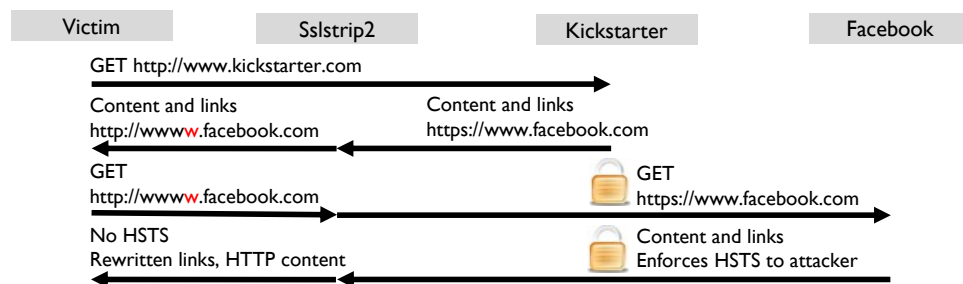 Victim
Sslstrip2
Kickstarter
Facebook
GET http://www.kickstarter.com
Content and links
http://wwww.facebook.com
Content and links
https://www.facebook.com
GET
http://wwww.facebook.com
GET
https://www.facebook.com
No HSTS
Rewritten links, HTTP content
Content and links
Enforces HSTS to attacker